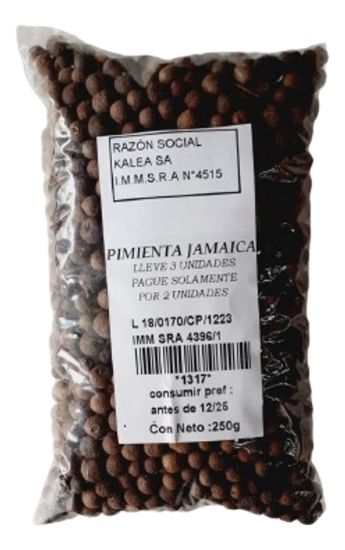 RAZÓN SOCIAL
KALEA SA
I.M.M.S.R.A N°4515
PIMIENTA JAMAICA
LLEVE 3 UNIDADES
PAGUE SOLAMENTE
POR 2 UNIDADES
L 18/0170/CP/1223
IMM SRA 4396/1
*1317*
consumir pref :
antes de 12/25
Con Neto :250g